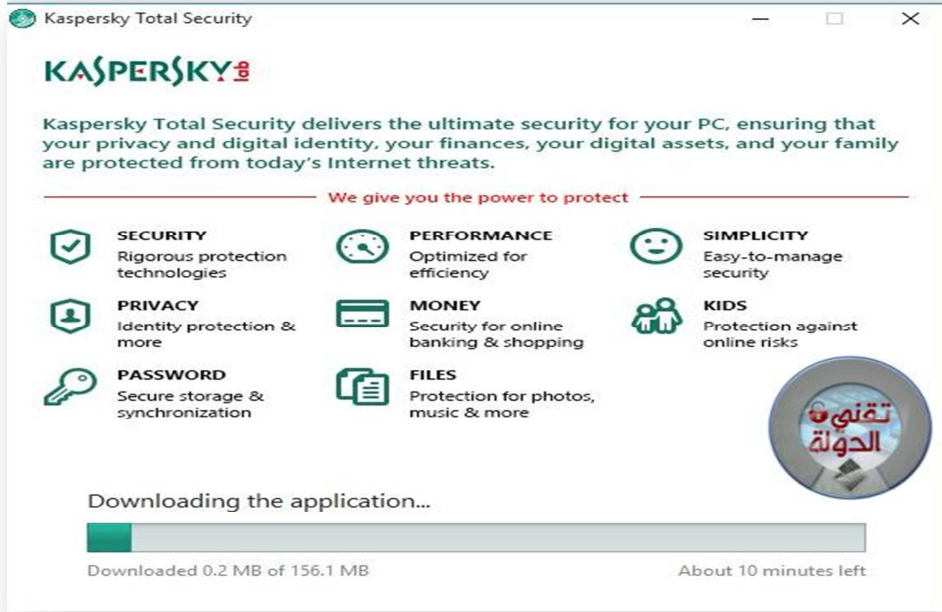 Kaspersky Total Security
KASPERSKY lab
Kaspersky Total Security delivers the ultimate security for your PC, ensuring that
your privacy and digital identity, your finances, your digital assets, and your family
are protected from today's Internet threats.
We give you the power to protect
SECURITY
Rigorous protection
technologies
PERFORMANCE
Optimized for
efficiency
SIMPLICITY
Easy-to-manage
security
PRIVACY
Identity protection &
more
MONEY
Security for online
banking & shopping
KIDS
Protection against
online risks
PASSWORD
Secure storage &
synchronization
FILES
Protection for photos,
music & more
تقني
الدولة
Downloading the application...
Downloaded 0.2 MB of 156.1 MB
About 10 minutes left